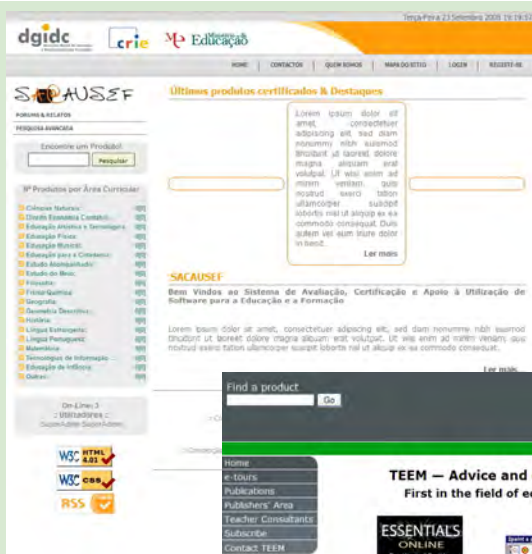 Terça-Feira 23 Setembro 2008
dgidc
crie
Ministério da Educação
HOME | CONTACTOS | QUEM SOMOS | MAPA DO SITIO | LOGIN | REGISTE-SE
SACAUSEF
FORUMS & RELATOS
PESQUISA AVANCADA
Encontre um Produto!
Pesquisar
Nº Produtos por Área Curricular
Ciências Naturais:
Educação Artistica e Tecnologica:
Educação Física:
Educação Musical:
Educação para a Cidadania:
Estudo Acompanhado:
Estudo do Meio:
Filosofia:
Físico-Química:
Geografia:
Geometria Descritiva:
História:
Língua Estrangeira:
Língua Portuguesa:
Matemática:
Tecnologias de Informação
Educação de Infância:
Outras:
On-Line: 3
:: Utilizadores ::
W3C HTML 4.01
W3C css
RSS
Últimos produtos certificados & Destaques
Lorem ipsum dolor sit
amet, consectetuer
adipiscing elit, sed diam
nonummy nibh euismod
tincidunt ut laoreet dolore
magna aliquam erat
volutpat. Ut wisi enim ad
minim veniam, quis
nostrud exerci tation
ullamcorper suscipit
lobortis nisl ut aliquip ex ea
commodo consequat. Duis
autem vel eum iriure dolor
in hend...
Ler mais
SACAUSEF
Bem Vindos ao Sistema de Avaliação, Certificação e Apoio à Utilização de
Software para a Educação e a Formação
Lorem ipsum dolor sit amet, consectetuer adipiscing elit, sed diam nonummy nibh euismod
tincidunt ut laoreet dolore magna aliquam erat volutpat. Ut wisi enim ad minim veniam, quis
nostrud exerci tation ullamcorper suscipit lobortis nisl ut aliquip ex ea commodo consequat.
Ler mais
Find a product
Go
Home
e-tours
Publications
Publishers' Area
Teacher Consultants
Subscribe
Contact TEEM
TEEM — Advice and
First in the field of
ESSENTIALS
ONLINE